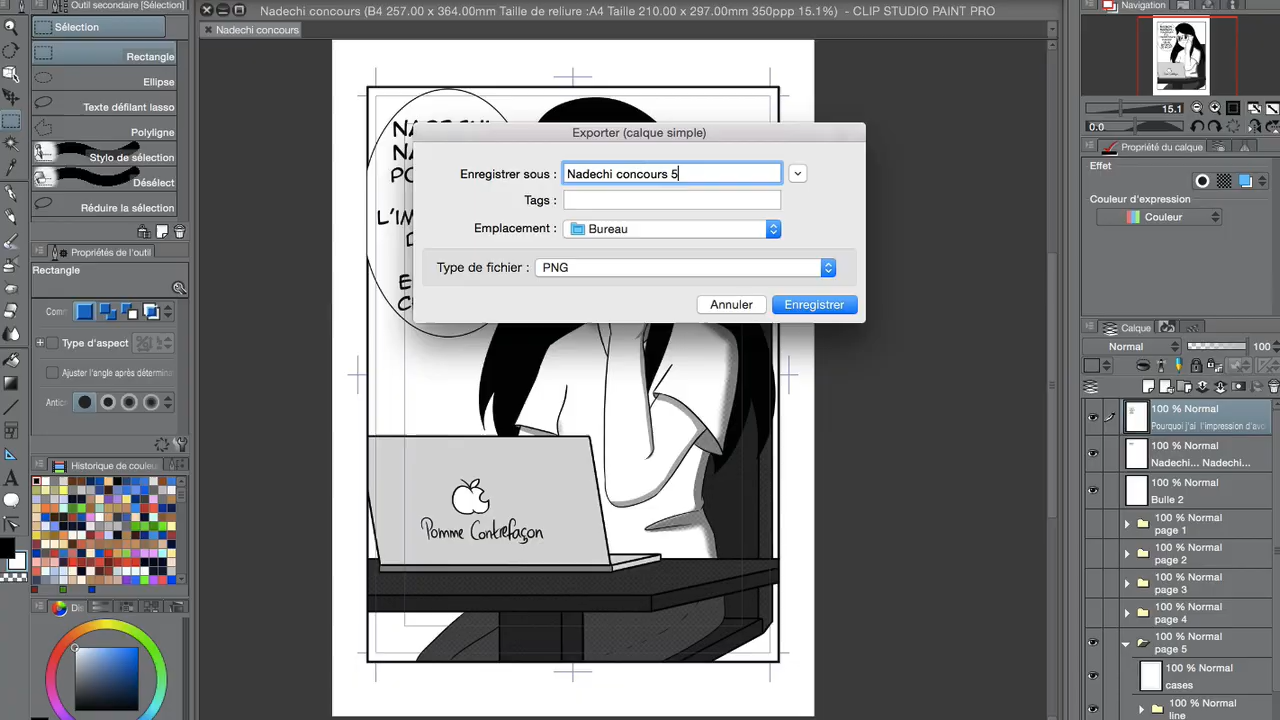 Outil secondaire [Sélection]
Sélection
Rectangle
Ellipse
Texte défilant lasso
Polyligne
Stylo de sélection
Désélect
Réduire la sélection
Propriétés de l'outil
Rectangle
Type d'aspect
Ajuster l'angle après détermina
Historique de couleu
Nadechi concours (B4 257.00 x 364.00mm Taille de reliure :A4 Taille 210.00 x 297.00mm 350ppp 15.1%) - CLIP STUDIO PAINT PRO
Nadechi concours
L'IM
Exporter (calque simple)
Enregistrer sous :
Nadechi concours 5
Tags :
Emplacement :
Bureau
Type de fichier :
PNG
Annuler
Enregistrer
Pomme Contrefaçon
Navigation
15.1
0.0
Propriété du calque
Effet
Couleur d'expression
Couleur
Calque
Normal
100
100 % Normal
Pourquoi j'ai l'impression d'avo
100 % Normal
Nadechi... Nadechi...
100 % Normal
Bulle 2
100 % Normal
page 1
100 % Normal
page 2
100 % Normal
page 3
100 % Normal
page 4
100 % Normal
page 5
100 % Normal
cases
100 % Normal
line